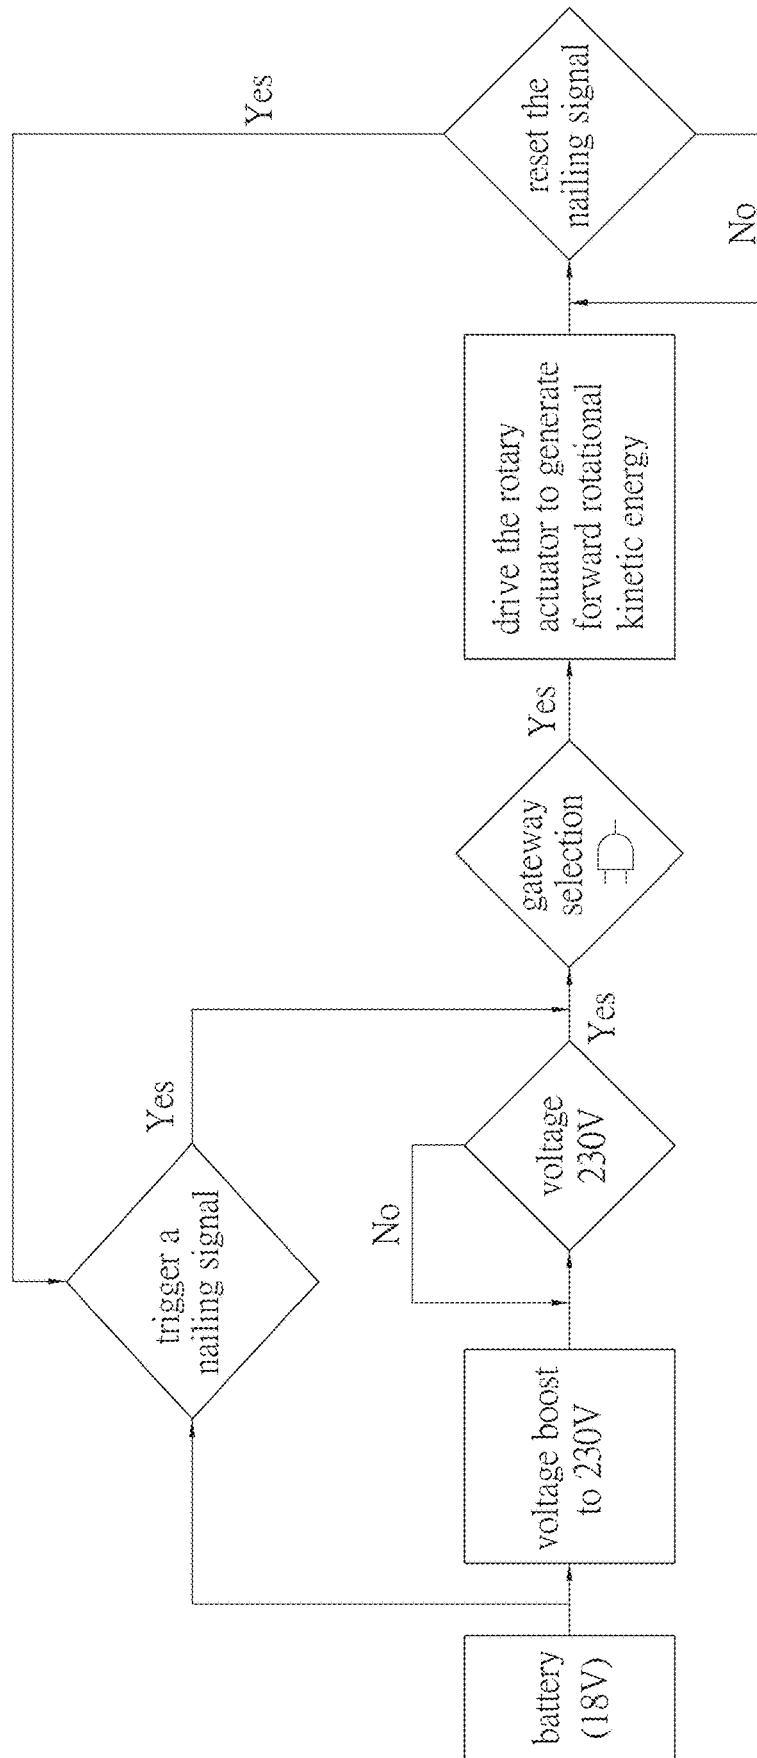 battery
(18V)
voltage boost
to 230V
trigger a
nailing signal
Yes
No
voltage
230V
Yes
gateway
selection
Yes
drive the rotary
actuator to generate
forward rotational
kinetic energy
reset the
nailing signal
Yes
No